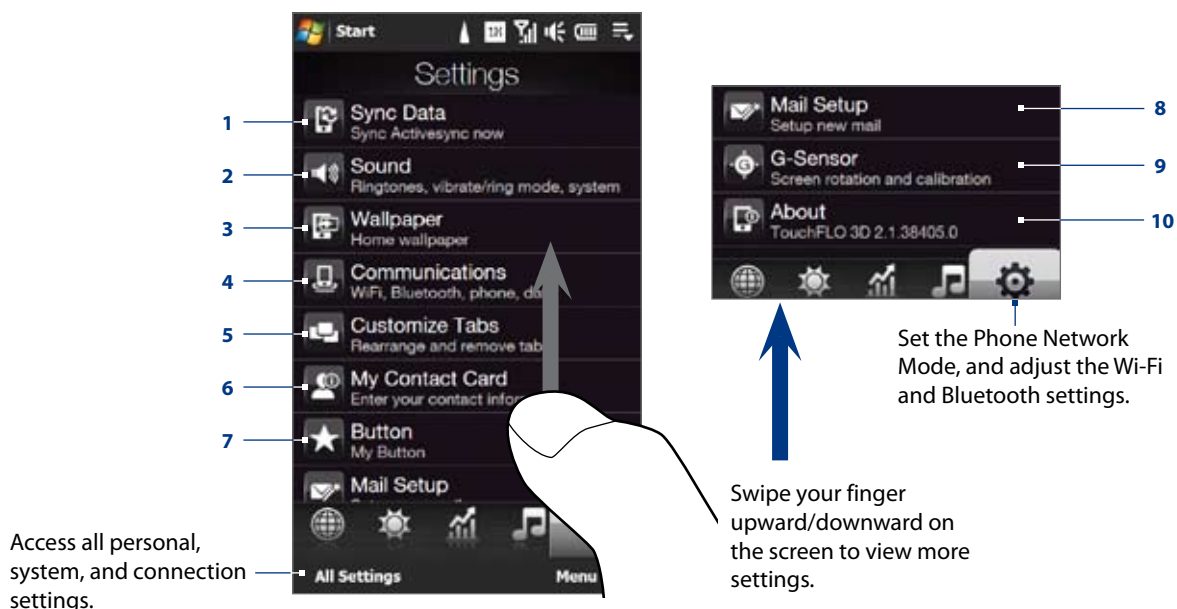 Start
1X
Settings
1
Sync Data
Sync Activesync now
2
Sound
Ringtones, vibrate/ring mode, system
3
Wallpaper
Home wallpaper
4
Communications
WiFi, Bluetooth, phone,
5
Customize Tabs
Rearrange and remove tab
6
My Contact Card
Enter your contact
7
Button
My Button
Mail Setup
All Settings
Menu
Access all personal,
system, and connection
settings.
Mail Setup
Setup new mail
8
G-Sensor
Screen rotation and calibration
9
About
TouchFLO 3D 2.1.38405.0
10
Set the Phone Network
Mode, and adjust the Wi-Fi
and Bluetooth settings.
Swipe your finger
upward/downward on
the screen to view more
settings.